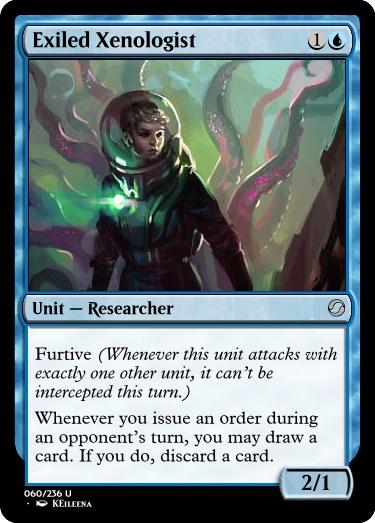 Exiled Xenologist 1
Unit — Researcher
Furtive (Whenever this unit attacks with
exactly one other unit, it can't be
intercepted this turn.)
Whenever you issue an order during
an opponent's turn, you may draw a
card. If you do, discard a card.
2/1
060/236 U
· KEILEENA